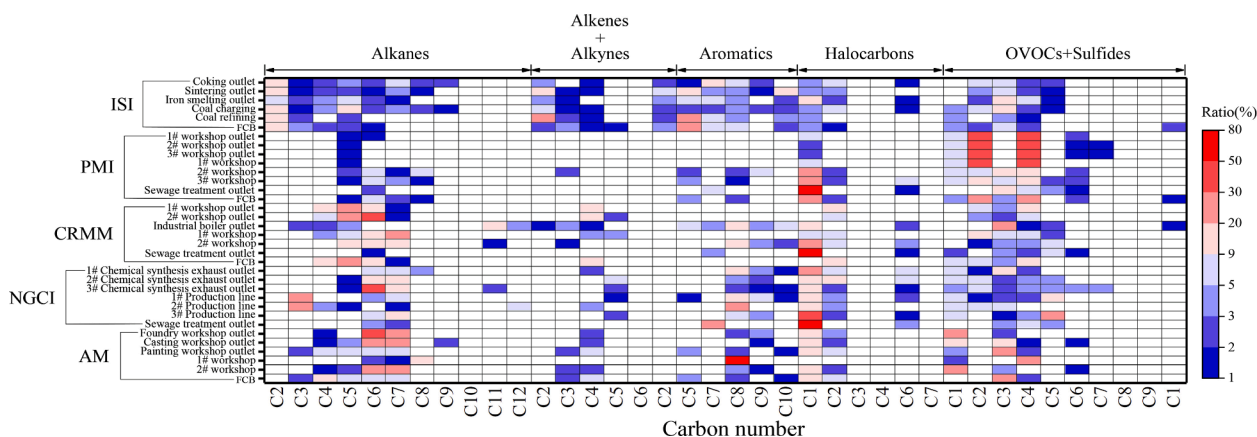 Alkenes
+
Alkynes
Alkanes
Aromatics
Halocarbons
OVOCs+Sulfides
ISI
Coking outlet
Sintering outlet
Iron smelting outlet
Coal charging
Coal refining
FCB
PMI
1# workshop outlet
2# workshop outlet
3# workshop outlet
1# workshop
2# workshop
3# workshop
Sewage treatment outlet
FCB
CRMM
1# workshop outlet
2# workshop outlet
Industrial boiler outlet
1# workshop
2# workshop
Sewage treatment outlet
FCB
NGCI
1# Chemical synthesis exhaust outlet
2# Chemical synthesis exhaust outlet
3# Chemical synthesis exhaust outlet
1# Production line
2# Production line
3# Production line
Sewage treatment outlet
AM
Foundry workshop outlet
Casting workshop outlet
Painting workshop outlet
1# workshop
2# workshop
FCB
C2 C3 C4 C5 C6 C7 C8 C9 C10 C11 C12 C2 C3 C4 C5 C6 C2 C5 C7 C8 C9 C10 C1 C2 C3 C4 C6 C7 C1 C2 C3 C4 C5 C6 C7 C8 C9 C1
Carbon number
Ratio(%)
80
50
30
20
9
5
3
2
1